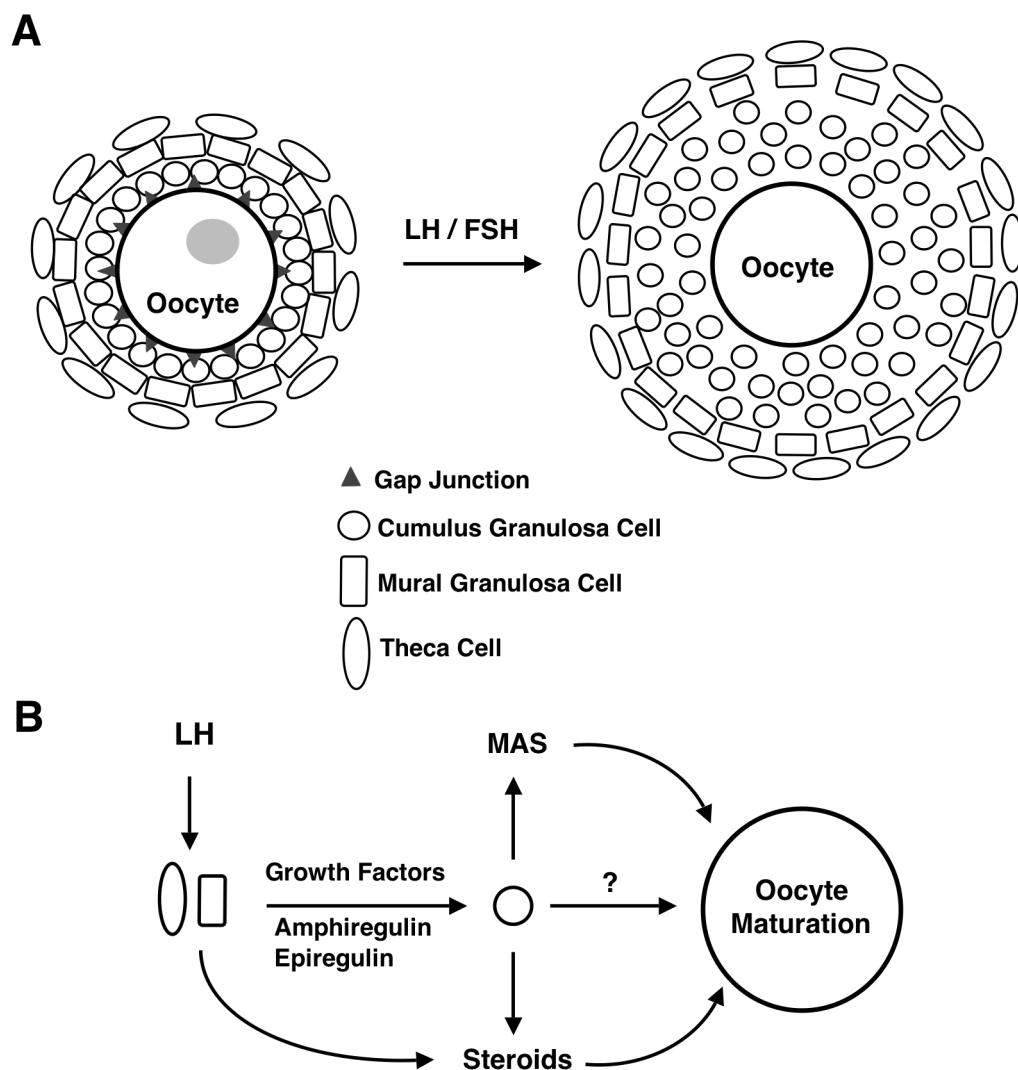 A
LH / FSH
Oocyte
Oocyte
Gap Junction
Cumulus Granulosa Cell
Mural Granulosa Cell
Theca Cell
B
LH
MAS
Growth Factors
Amphiregulin
Epiregulin
?
Oocyte
Maturation
Steroids